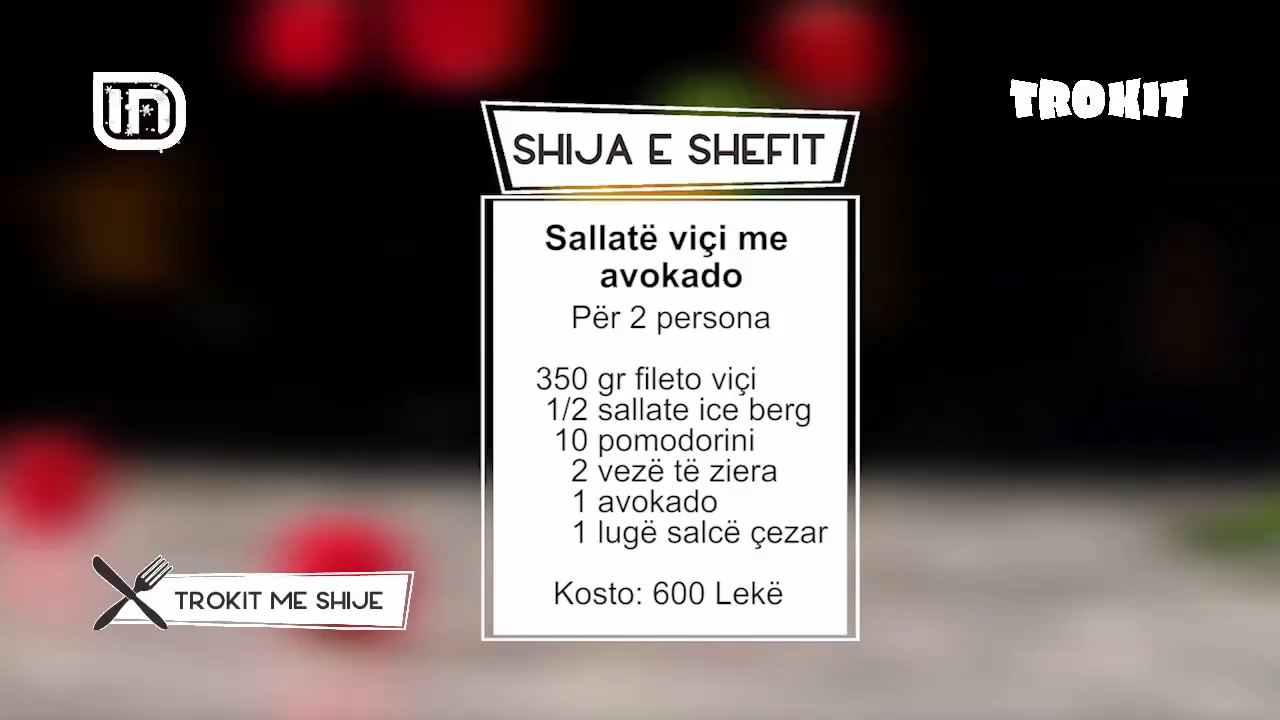 IN
TROKIT
SHIJA E SHEFIT
Sallatë viçi me
avokado
Për 2 persona
350 gr fileto viçi
1/2 sallate ice berg
10 pomodorini
2 vezë të ziera
1 avokado
1 lugë salcë çezar
Kosto: 600 Lekë
TROKIT ME SHIJE